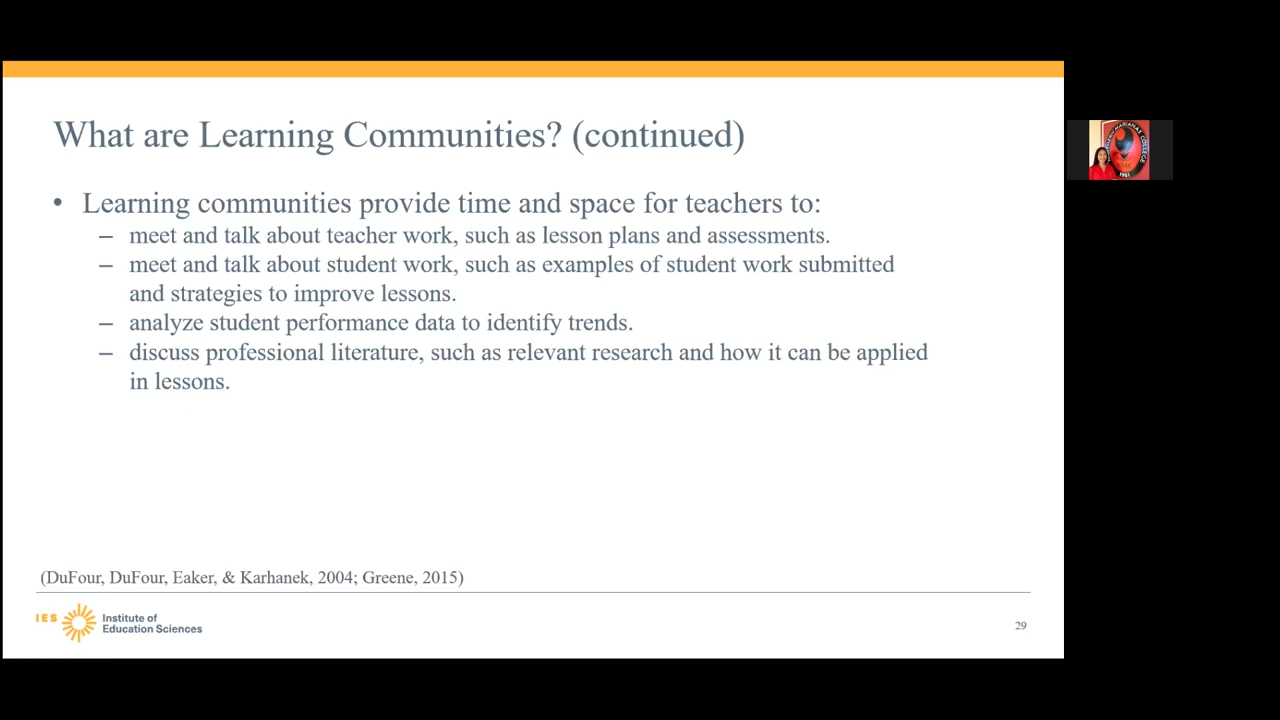 What are Learning Communities? (continued)
• Learning communities provide time and space for teachers to:
– meet and talk about teacher work, such as lesson plans and assessments.
– meet and talk about student work, such as examples of student work submitted
and strategies to improve lessons.
– analyze student performance data to identify trends.
– discuss professional literature, such as relevant research and how it can be applied
in lessons.
(DuFour, DuFour, Eaker, & Karhanek, 2004; Greene, 2015)
IES
Institute of
Education Sciences
29
MARIANAS COLLEGE
1981